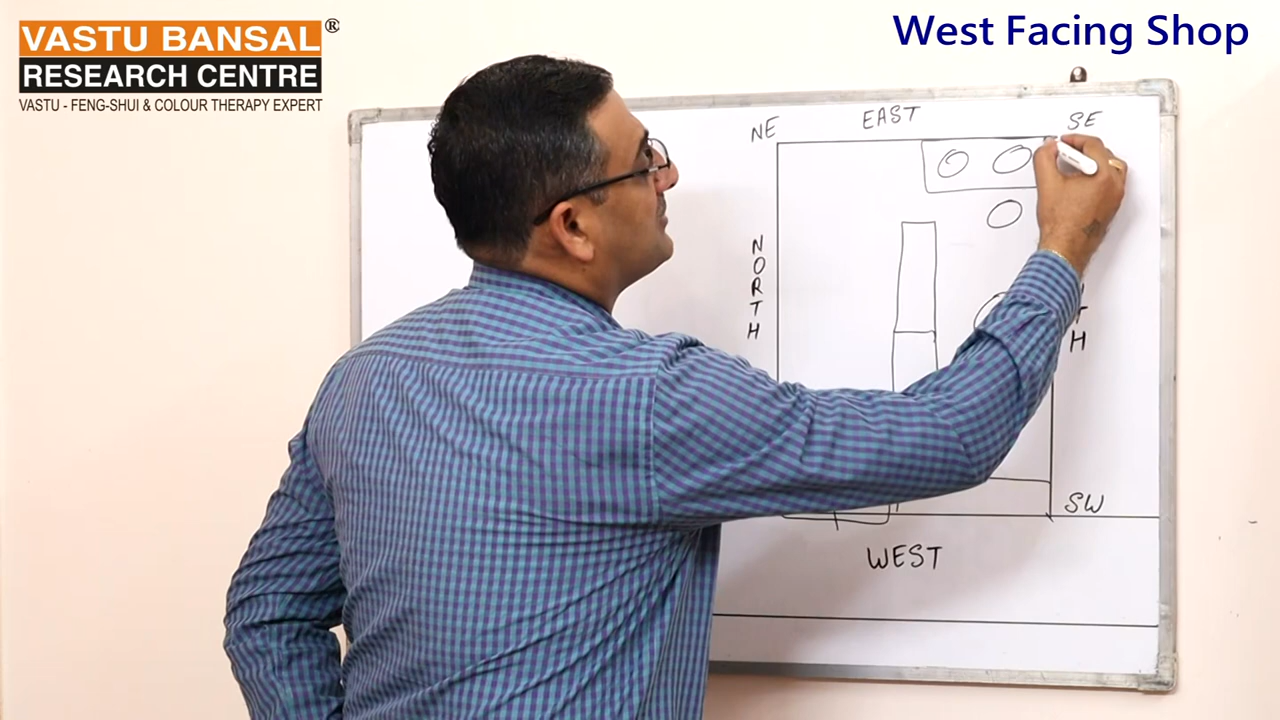 VASTU BANSAL®
RESEARCH CENTRE
VASTU - FENG-SHUI & COLOUR THERAPY EXPERT
West Facing Shop
NE
EAST
SE
NORTH
TH
SW
WEST